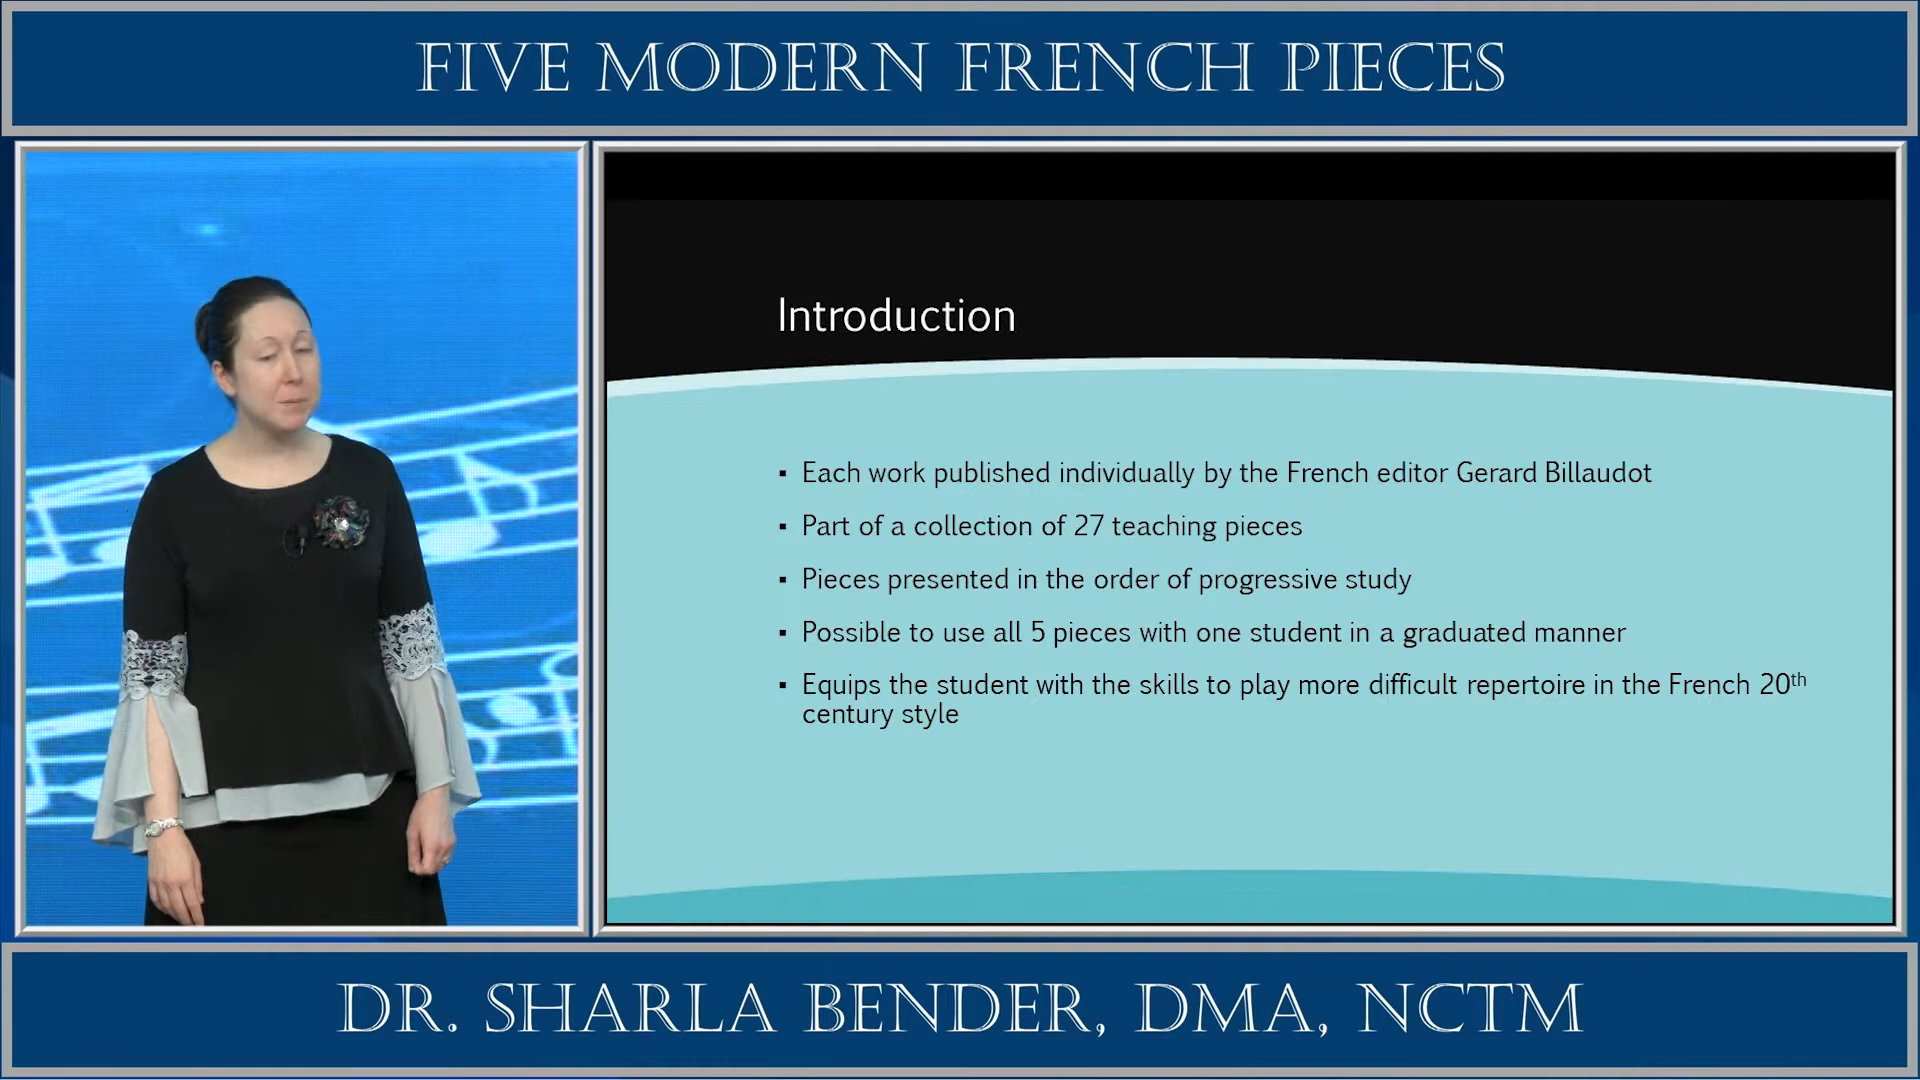 FIVE MODERN FRENCH PIECES
Introduction
▪ Each work published individually by the French editor Gerard Billaudot
▪ Part of a collection of 27 teaching pieces
▪ Pieces presented in the order of progressive study
▪ Possible to use all 5 pieces with one student in a graduated manner
▪ Equips the student with the skills to play more difficult repertoire in the French 20th
century style
DR. SHARLA BENDER, DMA, NCTM